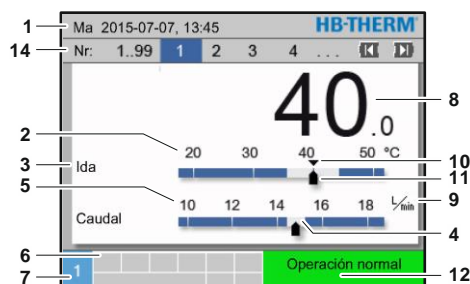 1 Ma 2015-07-07, 13:45 HB-THERM®
14 Nr: 1..99 1 2 3 4 ...
40.0 8
2 20 30 40 50 °C 10
3 Ida 11
5 10 12 14 16 18 L/min 9
Caudal 4
6 Operación normal
7 1 12